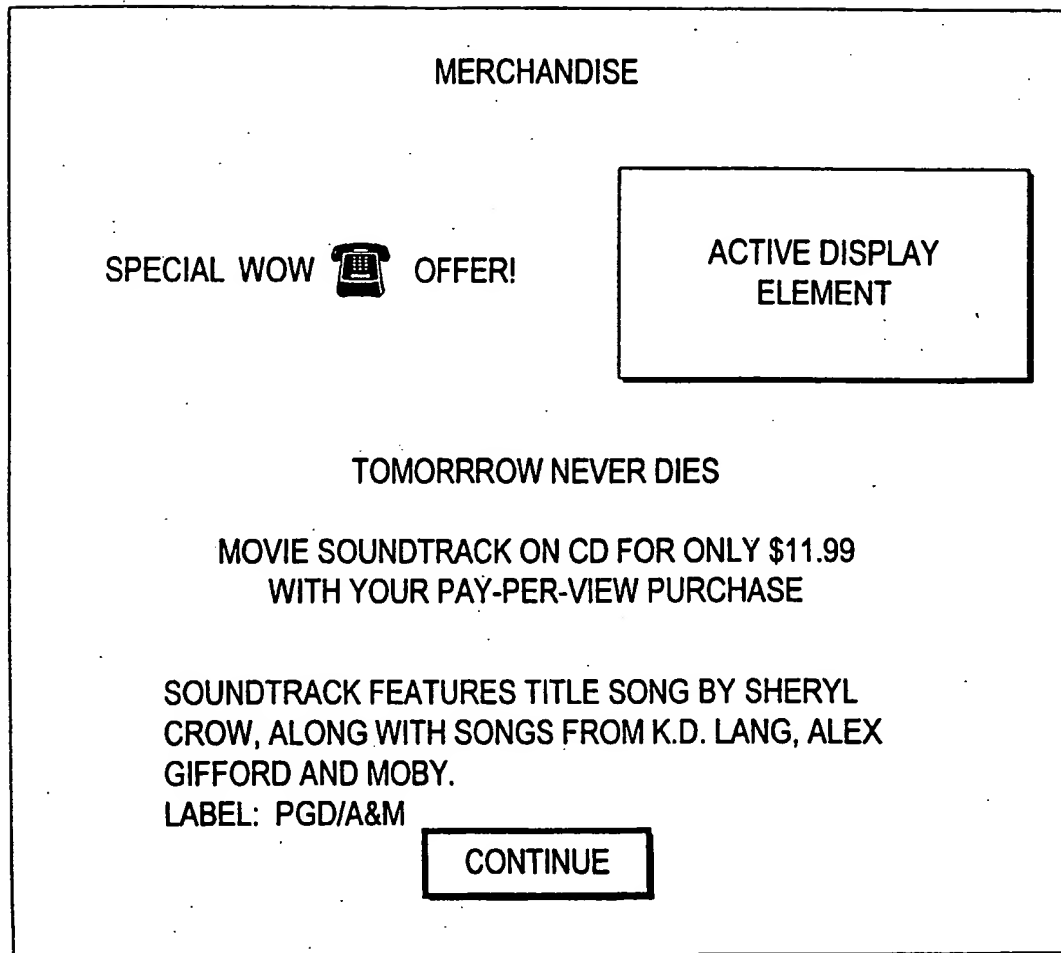 MERCHANDISE
SPECIAL WOW OFFER!
ACTIVE DISPLAY
ELEMENT
TOMORRROW NEVER DIES
MOVIE SOUNDTRACK ON CD FOR ONLY $11.99
WITH YOUR PAY-PER-VIEW PURCHASE
SOUNDTRACK FEATURES TITLE SONG BY SHERYL
CROW, ALONG WITH SONGS FROM K.D. LANG, ALEX
GIFFORD AND MOBY.
LABEL: PGD/A&M
CONTINUE